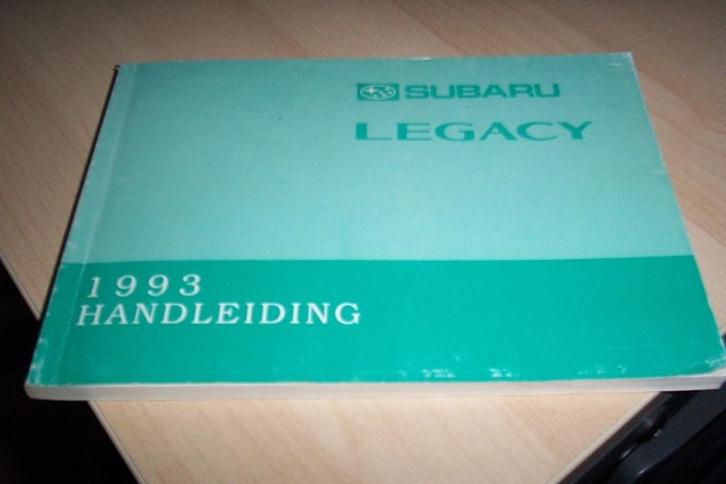 SUBARU
LEGACY
1993
HANDLEIDING